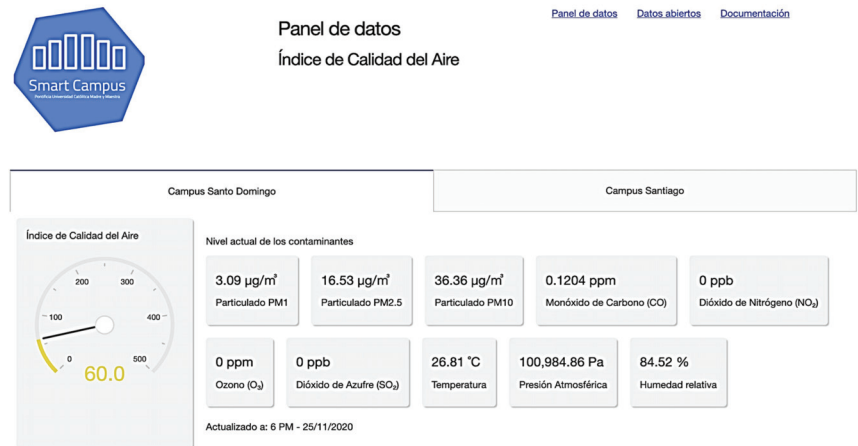 Smart Campus
Pontificia Universidad Católica Madre y Maestra
Panel de datos
Índice de Calidad del Aire
Panel de datos Datos abiertos Documentación
Campus Santo Domingo
Campus Santiago
Índice de Calidad del Aire
0
100
200
300
400
500
60.0
Nivel actual de los contaminantes
3.09 µg/m³
Particulado PM1
16.53 µg/m³
Particulado PM2.5
36.36 µg/m³
Particulado PM10
0.1204 ppm
Monóxido de Carbono (CO)
0 ppb
Dióxido de Nitrógeno (NO₂)
0 ppm
Ozono (O₃)
0 ppb
Dióxido de Azufre (SO₂)
26.81 °C
Temperatura
100,984.86 Pa
Presión Atmosférica
84.52 %
Humedad relativa
Actualizado a: 6 PM - 25/11/2020